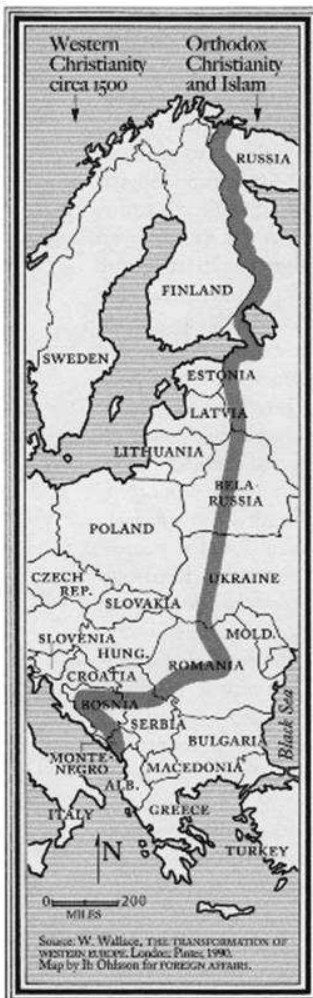 Western
Christianity
circa 1500
Orthodox
Christianity
and Islam
RUSSIA
FINLAND
SWEDEN
ESTONIA
LATVIA
LITHUANIA
BELA-
RUSSIA
POLAND
UKRAINE
CZECH
REP.
SLOVAKIA
MOLD.
SLOVENIA
HUNG.
ROMANIA
CROATIA
BOSNIA
SERBIA
BULGARIA
Black Sea
MONTE-
NEGRO
MACEDONIA
ALB.
ITALY
GREECE
TURKEY
N
0 200
MILES
Source: W. Wallace, THE TRANSFORMATION OF
WESTERN EUROPE. London: Pinter, 1990.
Map by Ib Ohlsson for FOREIGN AFFAIRS.